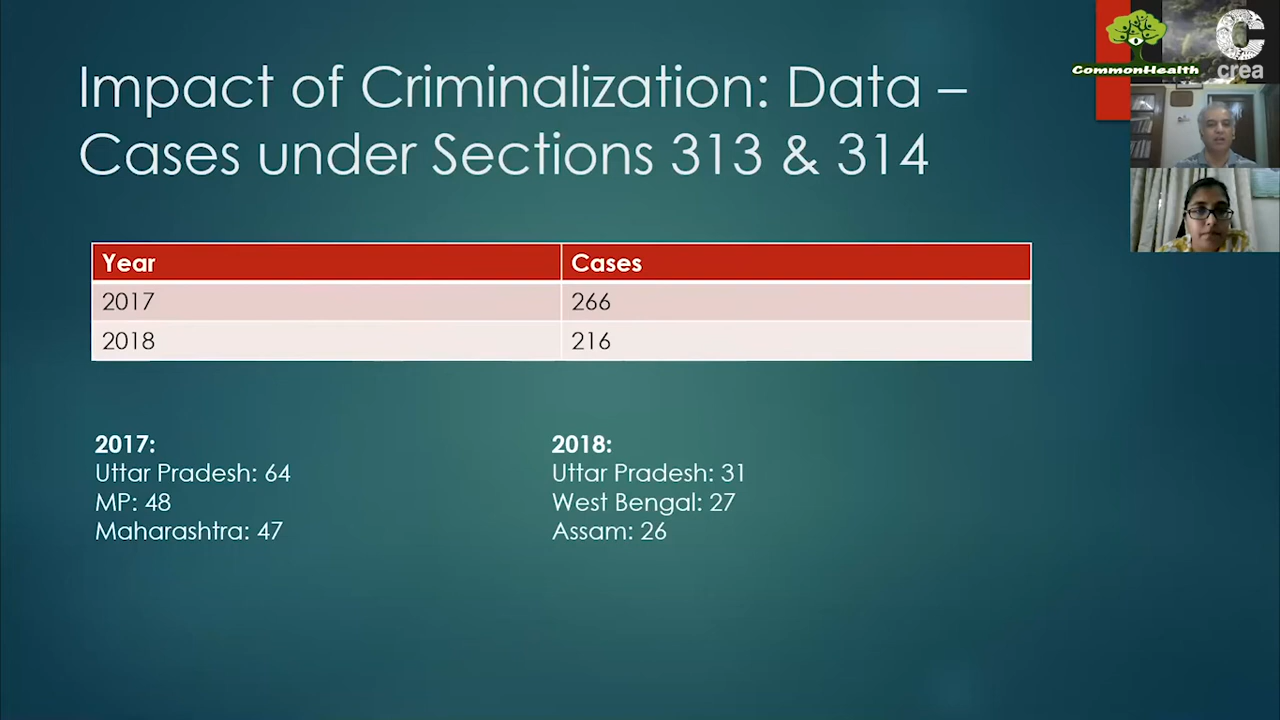 Impact of Criminalization: Data –
Cases under Sections 313 & 314
CommonHealth
crea
Year Cases
2017 266
2018 216
2017:
Uttar Pradesh: 64
MP: 48
Maharashtra: 47
2018:
Uttar Pradesh: 31
West Bengal: 27
Assam: 26